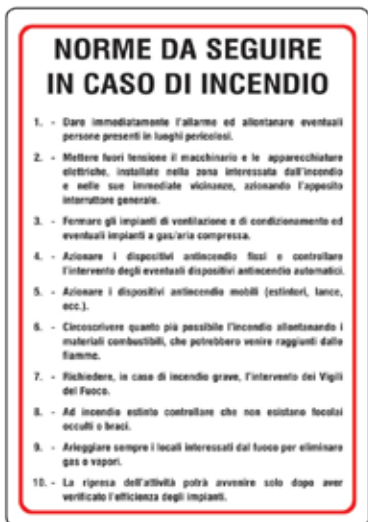 NORME DA SEGUIRE
IN CASO DI INCENDIO
1. - Dare immediatamente l'allarme ed allontanare eventuali
persone presenti in luoghi pericolosi.
2. - Mettere fuori tensione il macchinario e le apparecchiature
elettriche, installate nella zona interessata dall'incendio
e nelle sue immediate vicinanze, azionando l'apposito
interruttore generale.
3. - Fermare gli impianti di ventilazione e di condizionamento ed
eventuali impianti a gas/aria compressa.
4. - Azionare i dispositivi antincendio fissi e controllare
l'intervento degli eventuali dispositivi antincendio automatici.
5. - Azionare i dispositivi antincendio mobili (estintori, lance,
ecc.).
6. - Circoscrivere quanto più possibile l'incendio allontanando i
materiali combustibili, che potrebbero venire raggiunti dalle
fiamme.
7. - Richiedere, in caso di incendio grave, l'intervento dei Vigili
del Fuoco.
8. - Ad incendio estinto controllare che non esistano focolai
occulti o braci.
9. - Arieggiare sempre i locali interessati dal fuoco per eliminare
gas o vapori.
10. - La ripresa dell'attività potrà avvenire solo dopo aver
verificato l'efficienza degli impianti.